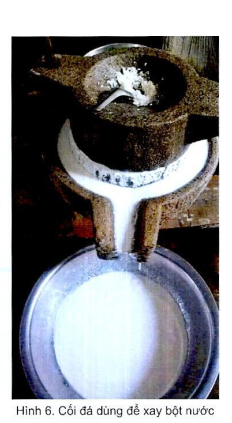 Hình 6. Cối đá dùng để xay bột nước